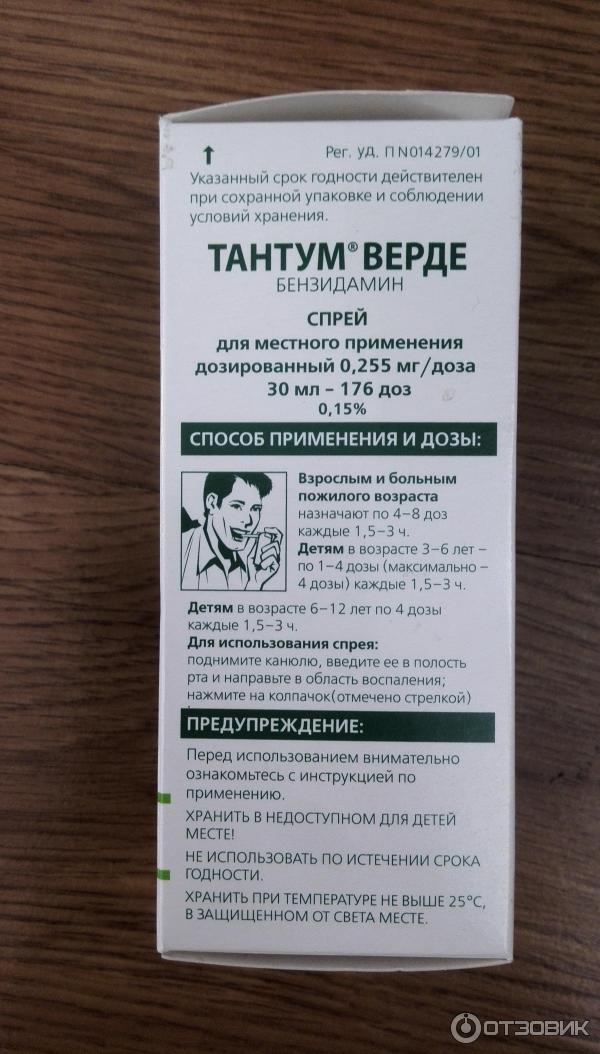 Рег. уд. П N014279/01
Указанный срок годности действителен
при сохранной упаковке и соблюдении
условий хранения.
ТАНТУМ® ВЕРДЕ
БЕНЗИДАМИН
СПРЕЙ
для местного применения
дозированный 0,255 мг/доза
30 мл – 176 доз
0,15%
СПОСОБ ПРИМЕНЕНИЯ И ДОЗЫ:
Взрослым и больным
пожилого возраста
назначают по 4–8 доз
каждые 1,5–3 ч.
Детям в возрасте 3–6 лет –
по 1–4 дозы (максимально –
4 дозы) каждые 1,5–3 ч.
Детям в возрасте 6–12 лет по 4 дозы
каждые 1,5–3 ч.
Для использования спрея:
поднимите канюлю, введите ее в полость
рта и направьте в область воспаления;
нажмите на колпачок(отмечено стрелкой)
ПРЕДУПРЕЖДЕНИЕ:
Перед использованием внимательно
ознакомьтесь с инструкцией по
применению.
ХРАНИТЬ В НЕДОСТУПНОМ ДЛЯ ДЕТЕЙ
МЕСТЕ!
НЕ ИСПОЛЬЗОВАТЬ ПО ИСТЕЧЕНИИ СРОКА
ГОДНОСТИ.
ХРАНИТЬ ПРИ ТЕМПЕРАТУРЕ НЕ ВЫШЕ 25°С,
В ЗАЩИЩЕННОМ ОТ СВЕТА МЕСТЕ.
ОТЗОВИК